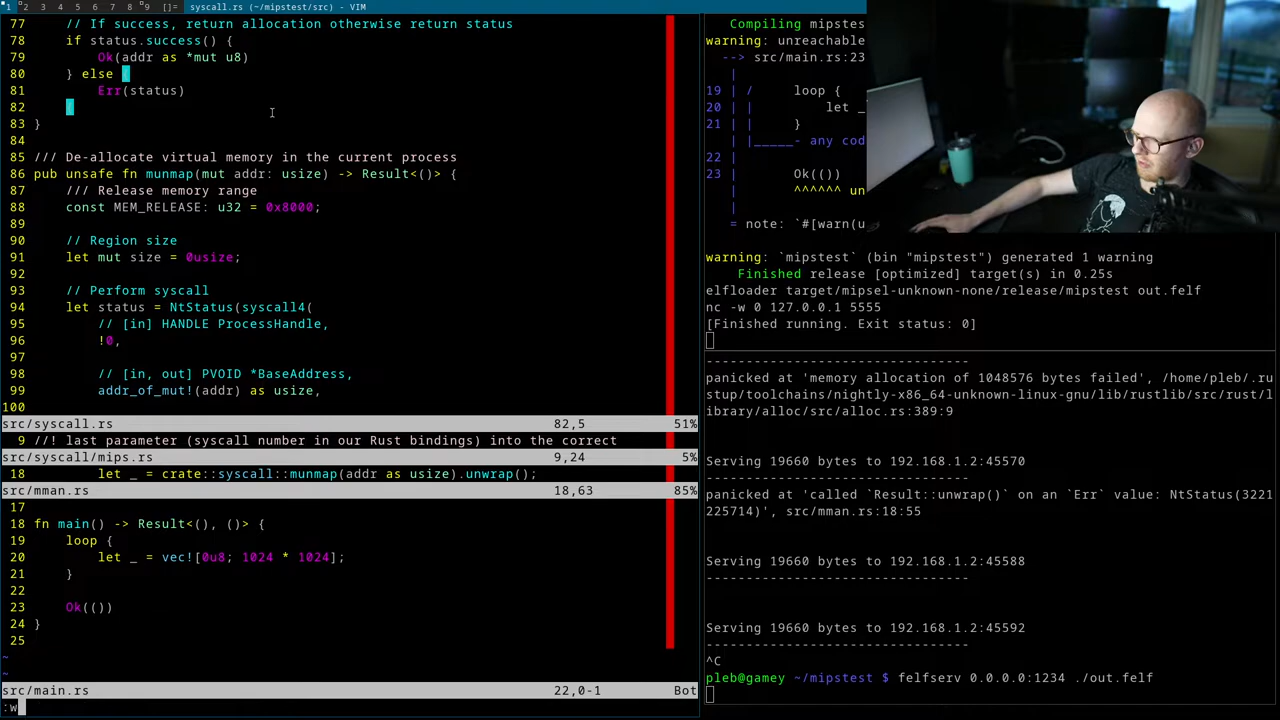 1 2 3 4 5 6 7 8 9 []= syscall.rs (~/mipstest/src) - VIM
77 // If success, return allocation otherwise return status
78 if status.success() {
79 Ok(addr as *mut u8)
80 } else {
81 Err(status)
82 }
83 }
84
85 /// De-allocate virtual memory in the current process
86 pub unsafe fn munmap(mut addr: usize) -> Result<()> {
87 /// Release memory range
88 const MEM_RELEASE: u32 = 0x8000;
89
90 // Region size
91 let mut size = 0usize;
92
93 // Perform syscall
94 let status = NtStatus(syscall4(
95 // [in] HANDLE ProcessHandle,
96 !0,
97
98 // [in, out] PVOID *BaseAddress,
99 addr_of_mut!(addr) as usize,
100
src/syscall.rs 82,5 51%
9 //! last parameter (syscall number in our Rust bindings) into the correct
src/syscall/mips.rs 9,24 5%
18 let _ = crate::syscall::munmap(addr as usize).unwrap();
src/mman.rs 18,63 85%
17
18 fn main() -> Result<(), ()> {
19 loop {
20 let _ = vec![0u8; 1024 * 1024];
21 }
22
23 Ok(())
24 }
25
~
~
src/main.rs 22,0-1 Bot
:w
Compiling mipstes
warning: unreachable
--> src/main.rs:23
|
19 | / loop {
20 | | let _
21 | | }
| |_____- any cod
22 |
23 | Ok(())
| ^^^^^^ un
|
= note: `#[warn(u
warning: `mipstest` (bin "mipstest") generated 1 warning
Finished release [optimized] target(s) in 0.25s
elfloader target/mipsel-unknown-none/release/mipstest out.felf
nc -w 0 127.0.0.1 5555
[Finished running. Exit status: 0]
---------------------------------
panicked at 'memory allocation of 1048576 bytes failed', /home/pleb/.ru
stup/toolchains/nightly-x86_64-unknown-linux-gnu/lib/rustlib/src/rust/l
ibrary/alloc/src/alloc.rs:389:9
Serving 19660 bytes to 192.168.1.2:45570
---------------------------------
panicked at 'called `Result::unwrap()` on an `Err` value: NtStatus(3221
225714)', src/mman.rs:18:55
Serving 19660 bytes to 192.168.1.2:45588
---------------------------------
Serving 19660 bytes to 192.168.1.2:45592
---------------------------------
^C
pleb@gamey ~/mipstest $ felfserv 0.0.0.0:1234 ./out.felf